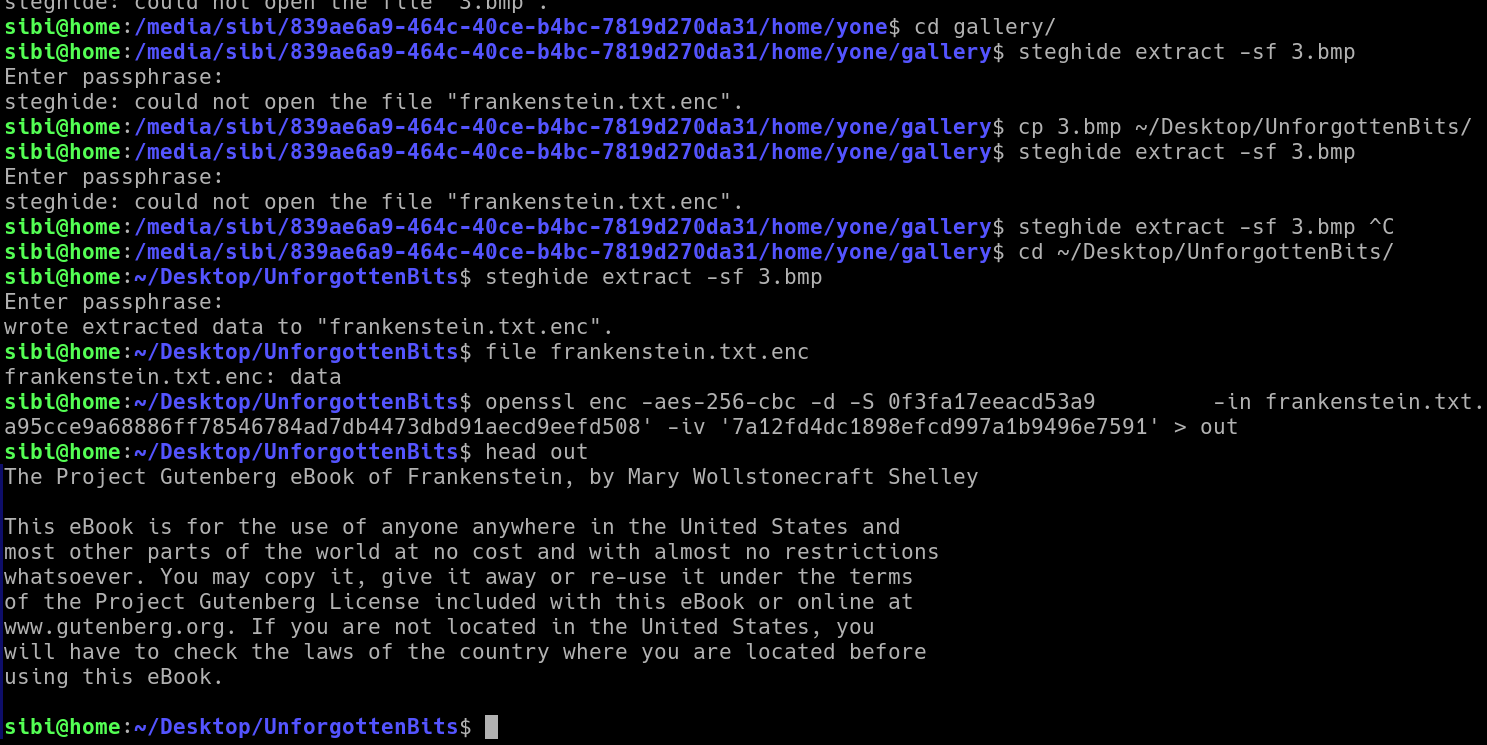 steghide: could not open the file "3.bmp".
sibi@home:/media/sibi/839ae6a9-464c-40ce-b4bc-7819d270da31/home/yone$ cd gallery/
sibi@home:/media/sibi/839ae6a9-464c-40ce-b4bc-7819d270da31/home/yone/gallery$ steghide extract -sf 3.bmp
Enter passphrase:
steghide: could not open the file "frankenstein.txt.enc".
sibi@home:/media/sibi/839ae6a9-464c-40ce-b4bc-7819d270da31/home/yone/gallery$ cp 3.bmp ~/Desktop/UnforgottenBits/
sibi@home:/media/sibi/839ae6a9-464c-40ce-b4bc-7819d270da31/home/yone/gallery$ steghide extract -sf 3.bmp
Enter passphrase:
steghide: could not open the file "frankenstein.txt.enc".
sibi@home:/media/sibi/839ae6a9-464c-40ce-b4bc-7819d270da31/home/yone/gallery$ steghide extract -sf 3.bmp ^C
sibi@home:/media/sibi/839ae6a9-464c-40ce-b4bc-7819d270da31/home/yone/gallery$ cd ~/Desktop/UnforgottenBits/
sibi@home:~/Desktop/UnforgottenBits$ steghide extract -sf 3.bmp
Enter passphrase:
wrote extracted data to "frankenstein.txt.enc".
sibi@home:~/Desktop/UnforgottenBits$ file frankenstein.txt.enc
frankenstein.txt.enc: data
sibi@home:~/Desktop/UnforgottenBits$ openssl enc -aes-256-cbc -d -S 0f3fa17eeacd53a9         -in frankenstein.txt.
a95cce9a68886ff78546784ad7db4473dbd91aecd9eefd508' -iv '7a12fd4dc1898efcd997a1b9496e7591' > out
sibi@home:~/Desktop/UnforgottenBits$ head out
The Project Gutenberg eBook of Frankenstein, by Mary Wollstonecraft Shelley
This eBook is for the use of anyone anywhere in the United States and
most other parts of the world at no cost and with almost no restrictions
whatsoever. You may copy it, give it away or re-use it under the terms
of the Project Gutenberg License included with this eBook or online at
www.gutenberg.org. If you are not located in the United States, you
will have to check the laws of the country where you are located before
using this eBook.
sibi@home:~/Desktop/UnforgottenBits$